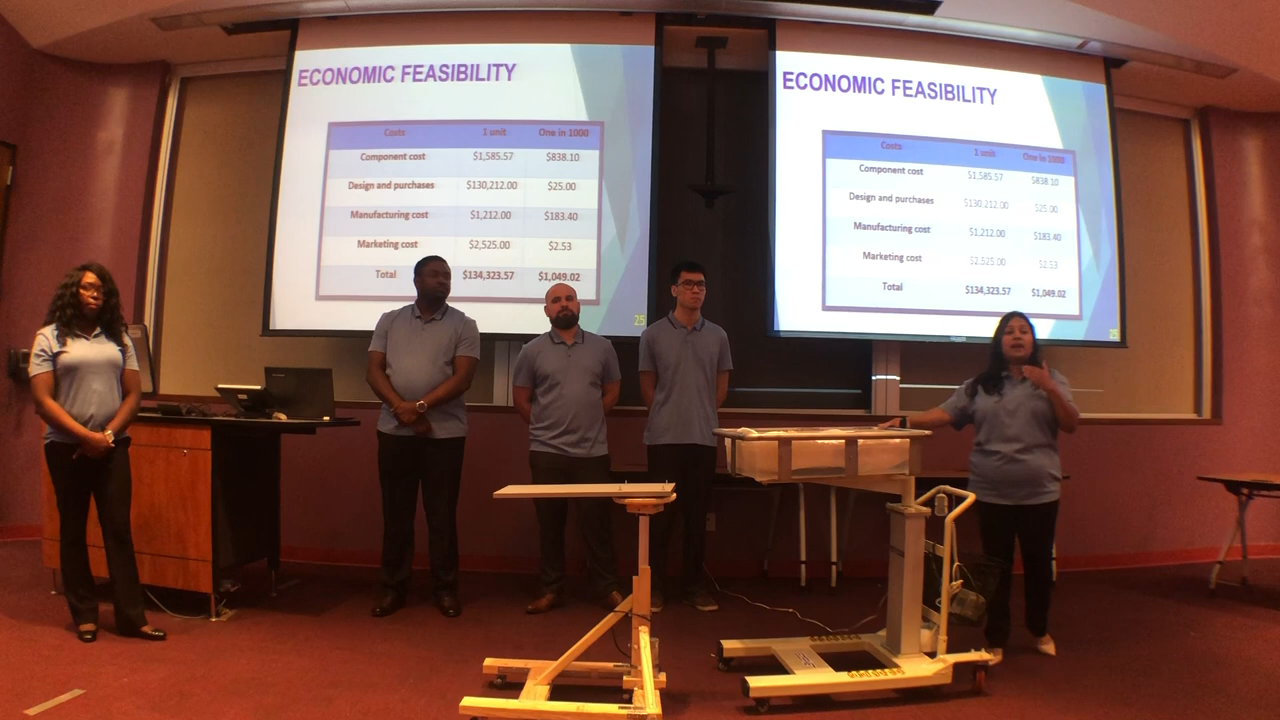 ECONOMIC FEASIBILITY
Costs 1 unit One in 1000
Component cost $1,585.57 $838.10
Design and purchases $130,212.00 $25.00
Manufacturing cost $1,212.00 $183.40
Marketing cost $2,525.00 $2.53
Total $134,323.57 $1,049.02
25
ECONOMIC FEASIBILITY
Costs 1 unit One in 1000
Component cost $1,585.57 $838.10
Design and purchases $130,212.00 $25.00
Manufacturing cost $1,212.00 $183.40
Marketing cost $2,525.00 $2.53
Total $134,323.57 $1,049.02
25